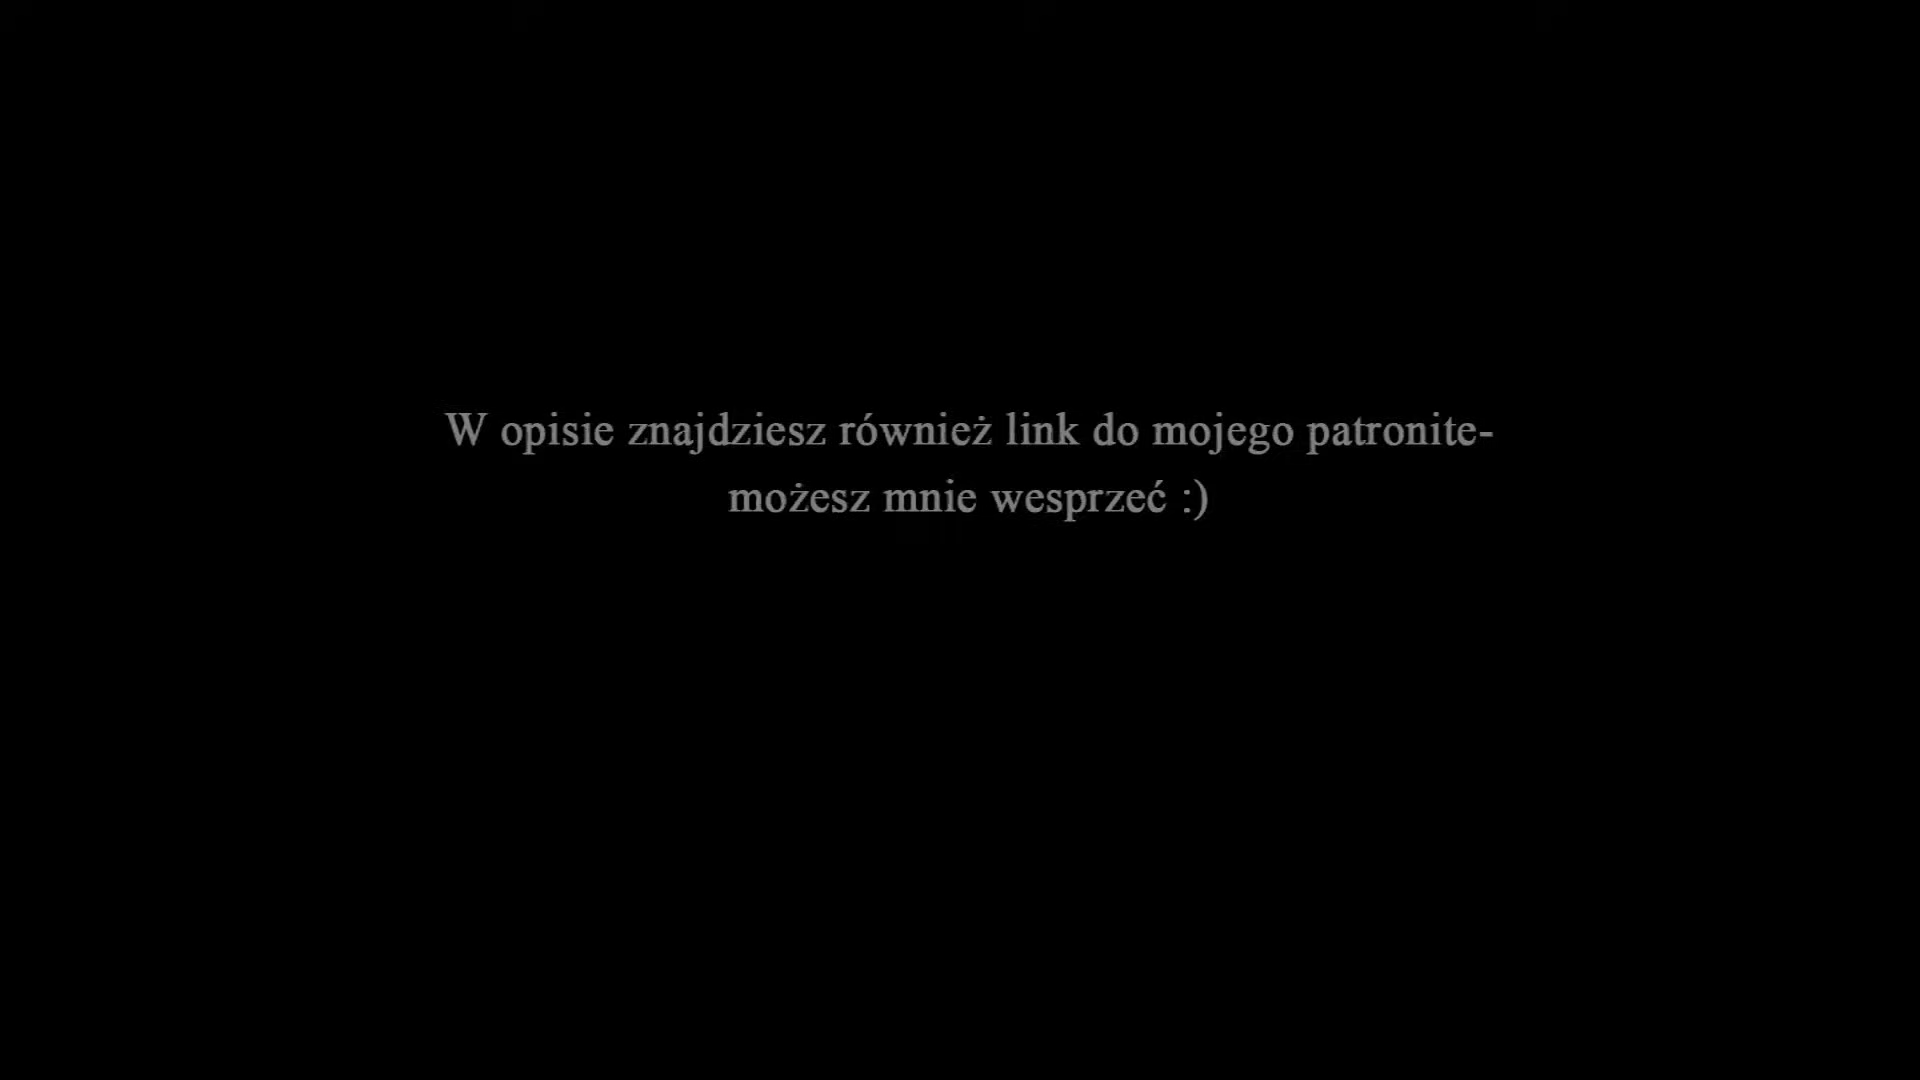 W opisie znajdziesz również link do mojego patronite-
możesz mnie wesprzeć :)